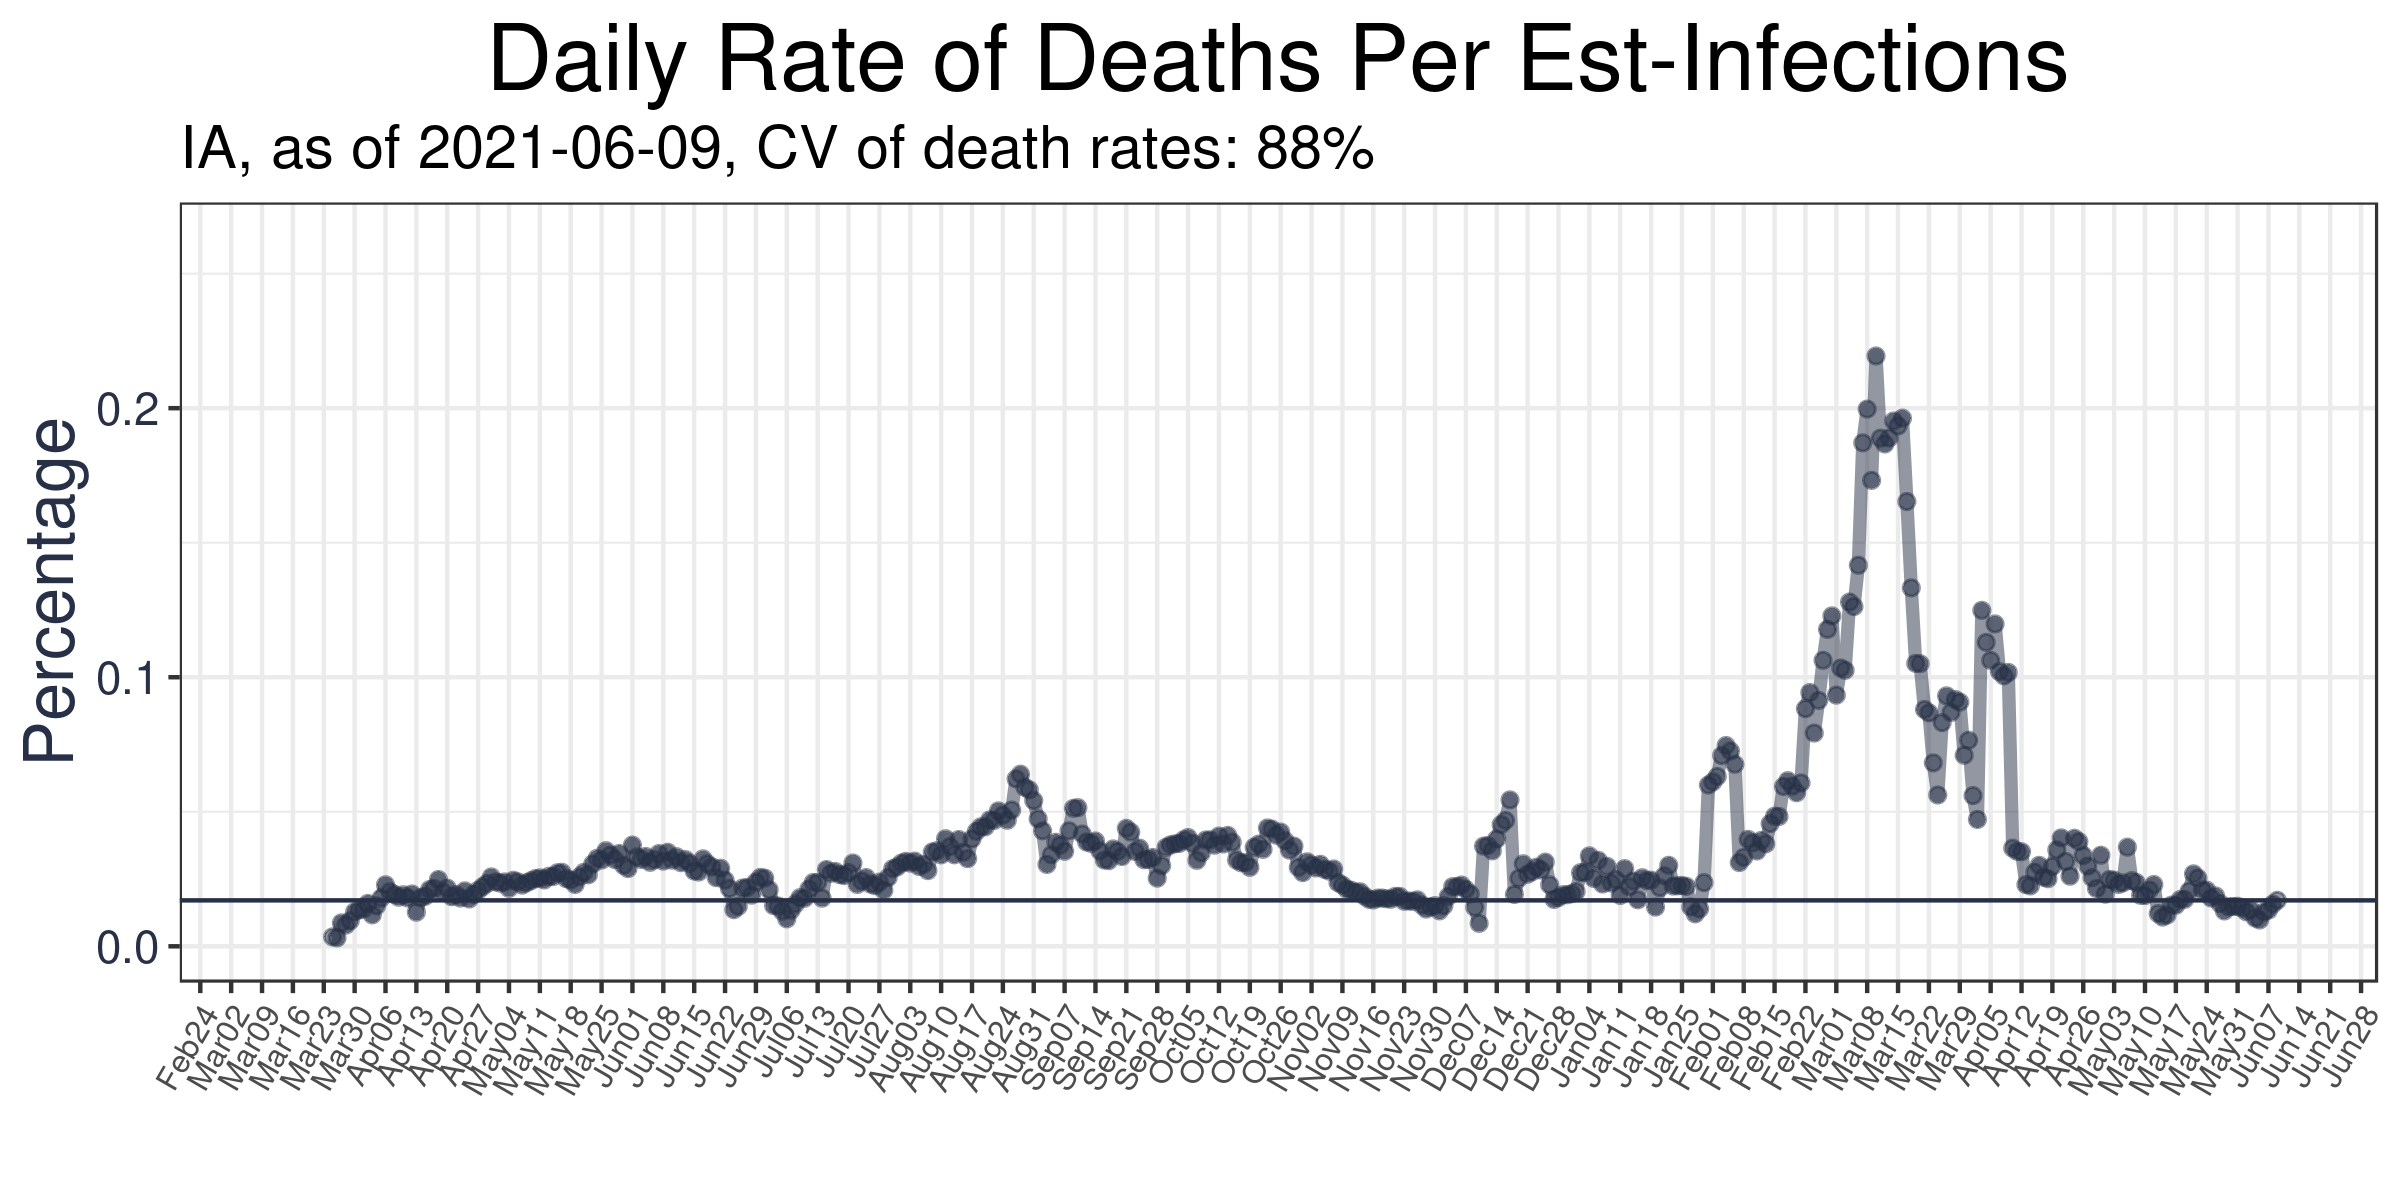 Daily Rate of Deaths Per Est-Infections
IA, as of 2021-06-09, CV of death rates: 88%
Percentage
0.2
0.1
0.0
Feb24
Mar02
Mar09
Mar16
Mar23
Mar30
Apr06
Apr13
Apr20
Apr27
May04
May11
May18
May25
Jun01
Jun08
Jun15
Jun22
Jun29
Jul06
Jul13
Jul20
Jul27
Aug03
Aug10
Aug17
Aug24
Aug31
Sep07
Sep14
Sep21
Sep28
Oct05
Oct12
Oct19
Oct26
Nov02
Nov09
Nov16
Nov23
Nov30
Dec07
Dec14
Dec21
Dec28
Jan04
Jan11
Jan18
Jan25
Feb01
Feb08
Feb15
Feb22
Mar01
Mar08
Mar15
Mar22
Mar29
Apr05
Apr12
Apr19
Apr26
May03
May10
May17
May24
May31
Jun07
Jun14
Jun21
Jun28